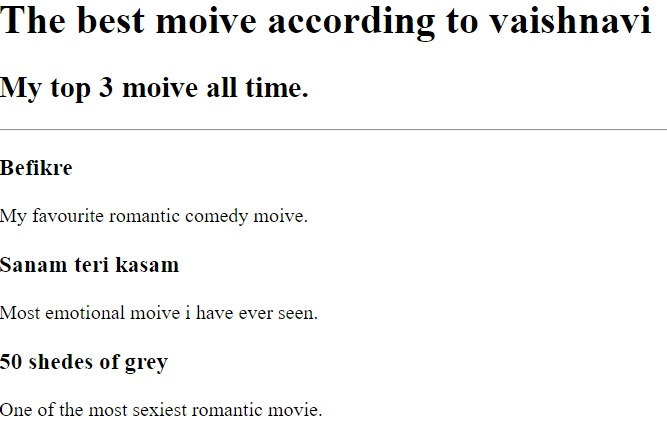 The best moive according to vaishnavi
My top 3 moive all time.
Befikre
My favourite romantic comedy moive.
Sanam teri kasam
Most emotional moive i have ever seen.
50 shedes of grey
One of the most sexiest romantic movie.